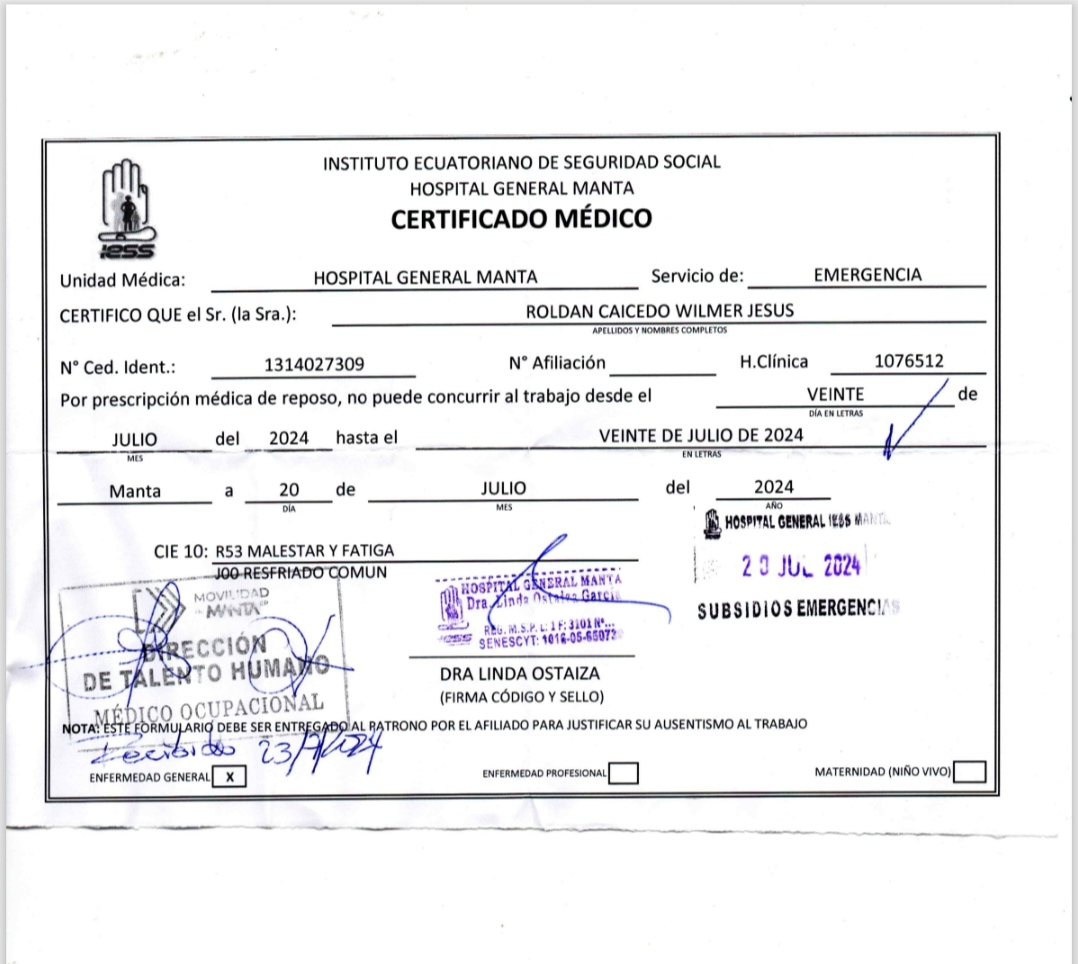 INSTITUTO ECUATORIANO DE SEGURIDAD SOCIAL
HOSPITAL GENERAL MANTA
CERTIFICADO MÉDICO
iess
Unidad Médica: HOSPITAL GENERAL MANTA Servicio de: EMERGENCIA
CERTIFICO QUE el Sr. (la Sra.): ROLDAN CAICEDO WILMER JESUS
APELLIDOS Y NOMBRES COMPLETOS
N° Ced. Ident.: 1314027309 N° Afiliación H.Clínica 1076512
Por prescripción médica de reposo, no puede concurrir al trabajo desde el VEINTE de
DÍA EN LETRAS
JULIO del 2024 hasta el VEINTE DE JULIO DE 2024
MES EN LETRAS
Manta a 20 de JULIO del 2024
DÍA MES AÑO
HOSPITAL GENERAL IESS MANTA
CIE 10: R53 MALESTAR Y FATIGA
J00 RESFRIADO COMUN
20 JUL 2024
SUBSIDIOS EMERGENCIAS
HOSPITAL GENERAL MANTA
Dra. Linda Ostaiza García
REG. M.S.P. L: 1 F: 3101 N°
iess SENESCYT: 1016-05-65073
MOVILIDAD
MANTA EP
DIRECCIÓN
DE TALENTO HUMANO
MÉDICO OCUPACIONAL
DRA LINDA OSTAIZA
(FIRMA CÓDIGO Y SELLO)
NOTA: ESTE FORMULARIO DEBE SER ENTREGADO AL PATRONO POR EL AFILIADO PARA JUSTIFICAR SU AUSENTISMO AL TRABAJO
Recibido 23/7/2024
ENFERMEDAD GENERAL X ENFERMEDAD PROFESIONAL MATERNIDAD (NIÑO VIVO)